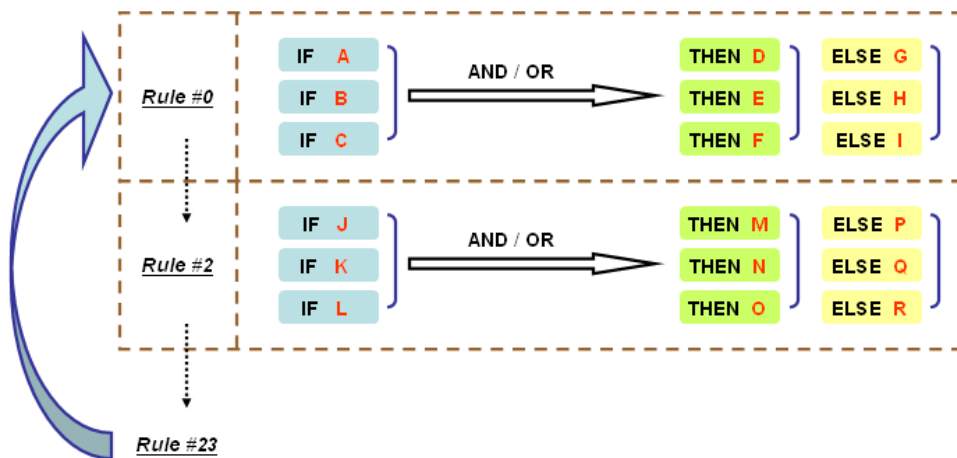 IF A
IF B
IF C
Rule #0
AND / OR
THEN D
THEN E
THEN F
ELSE G
ELSE H
ELSE I
IF J
IF K
IF L
Rule #2
AND / OR
THEN M
THEN N
THEN O
ELSE P
ELSE Q
ELSE R
Rule #23